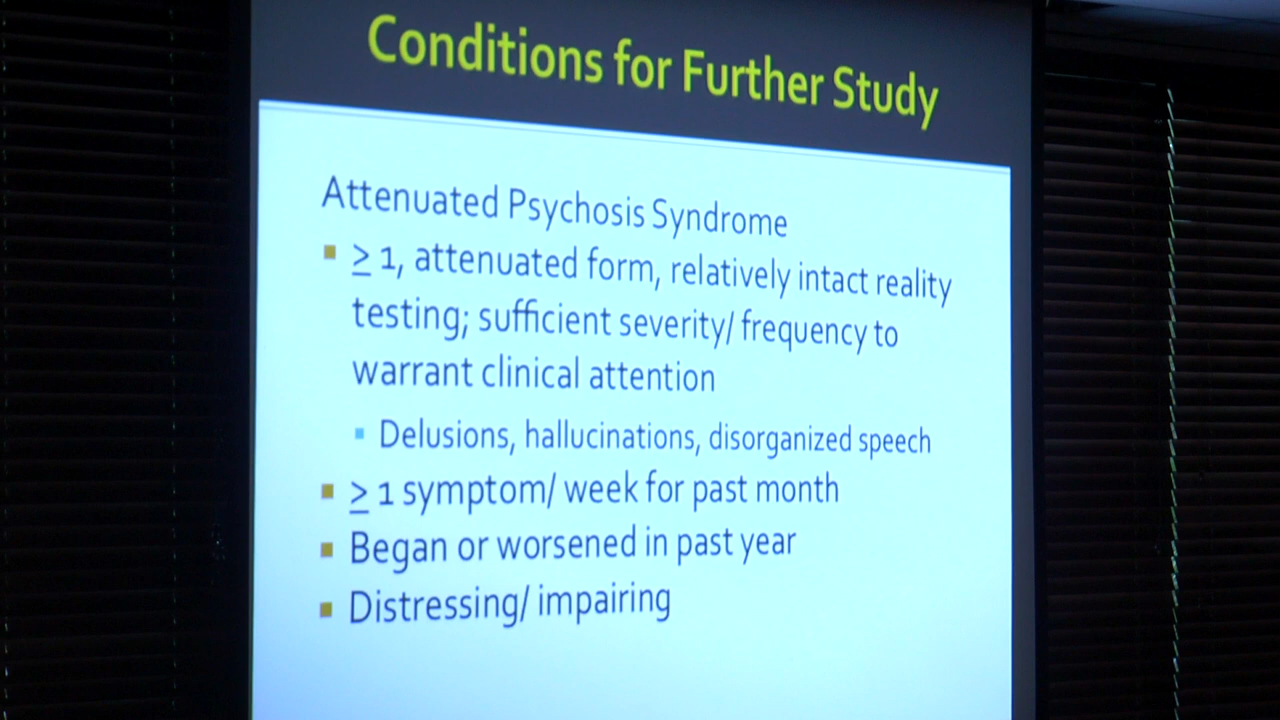 Conditions for Further Study
Attenuated Psychosis Syndrome
≥ 1, attenuated form, relatively intact reality
testing; sufficient severity/ frequency to
warrant clinical attention
Delusions, hallucinations, disorganized speech
≥ 1 symptom/ week for past month
Began or worsened in past year
Distressing/ impairing